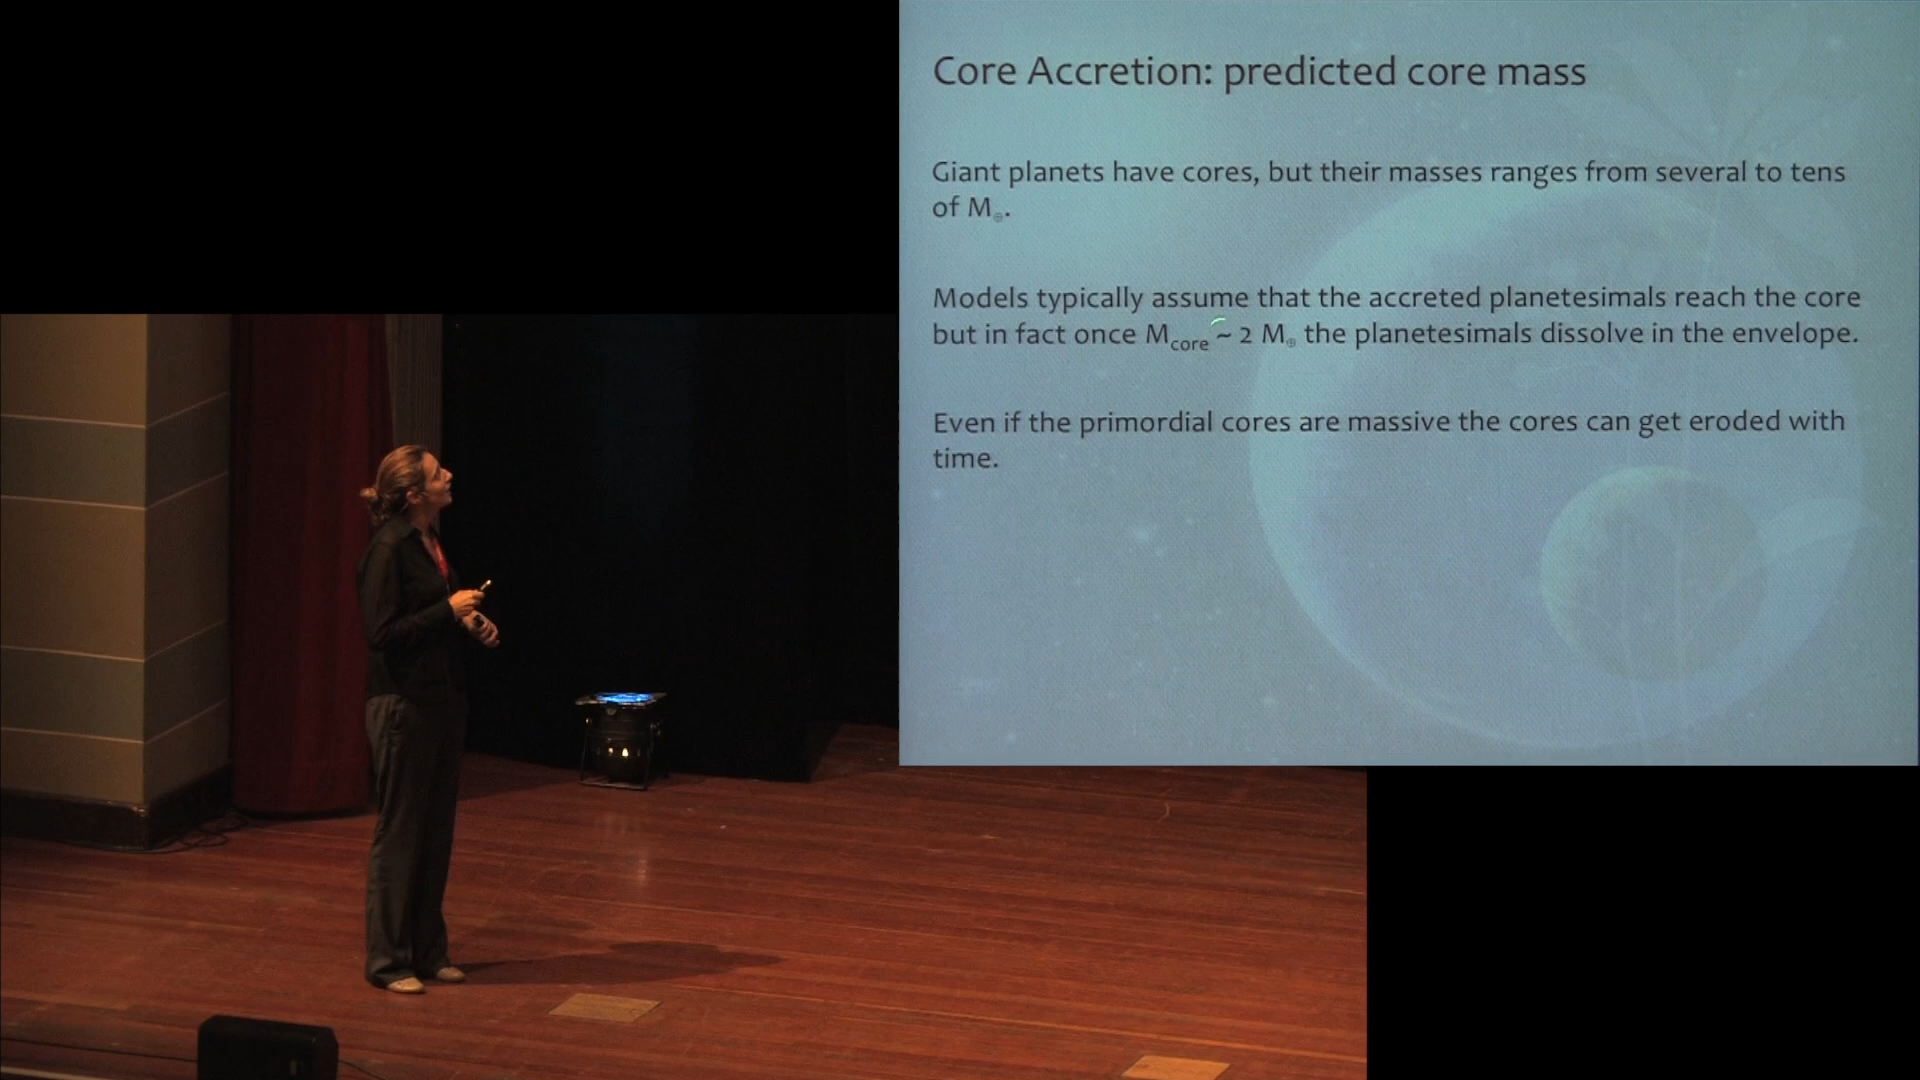 Core Accretion: predicted core mass
Giant planets have cores, but their masses ranges from several to tens
of M⊕.
Models typically assume that the accreted planetesimals reach the core
but in fact once Mcore ~ 2 M⊕ the planetesimals dissolve in the envelope.
Even if the primordial cores are massive the cores can get eroded with
time.